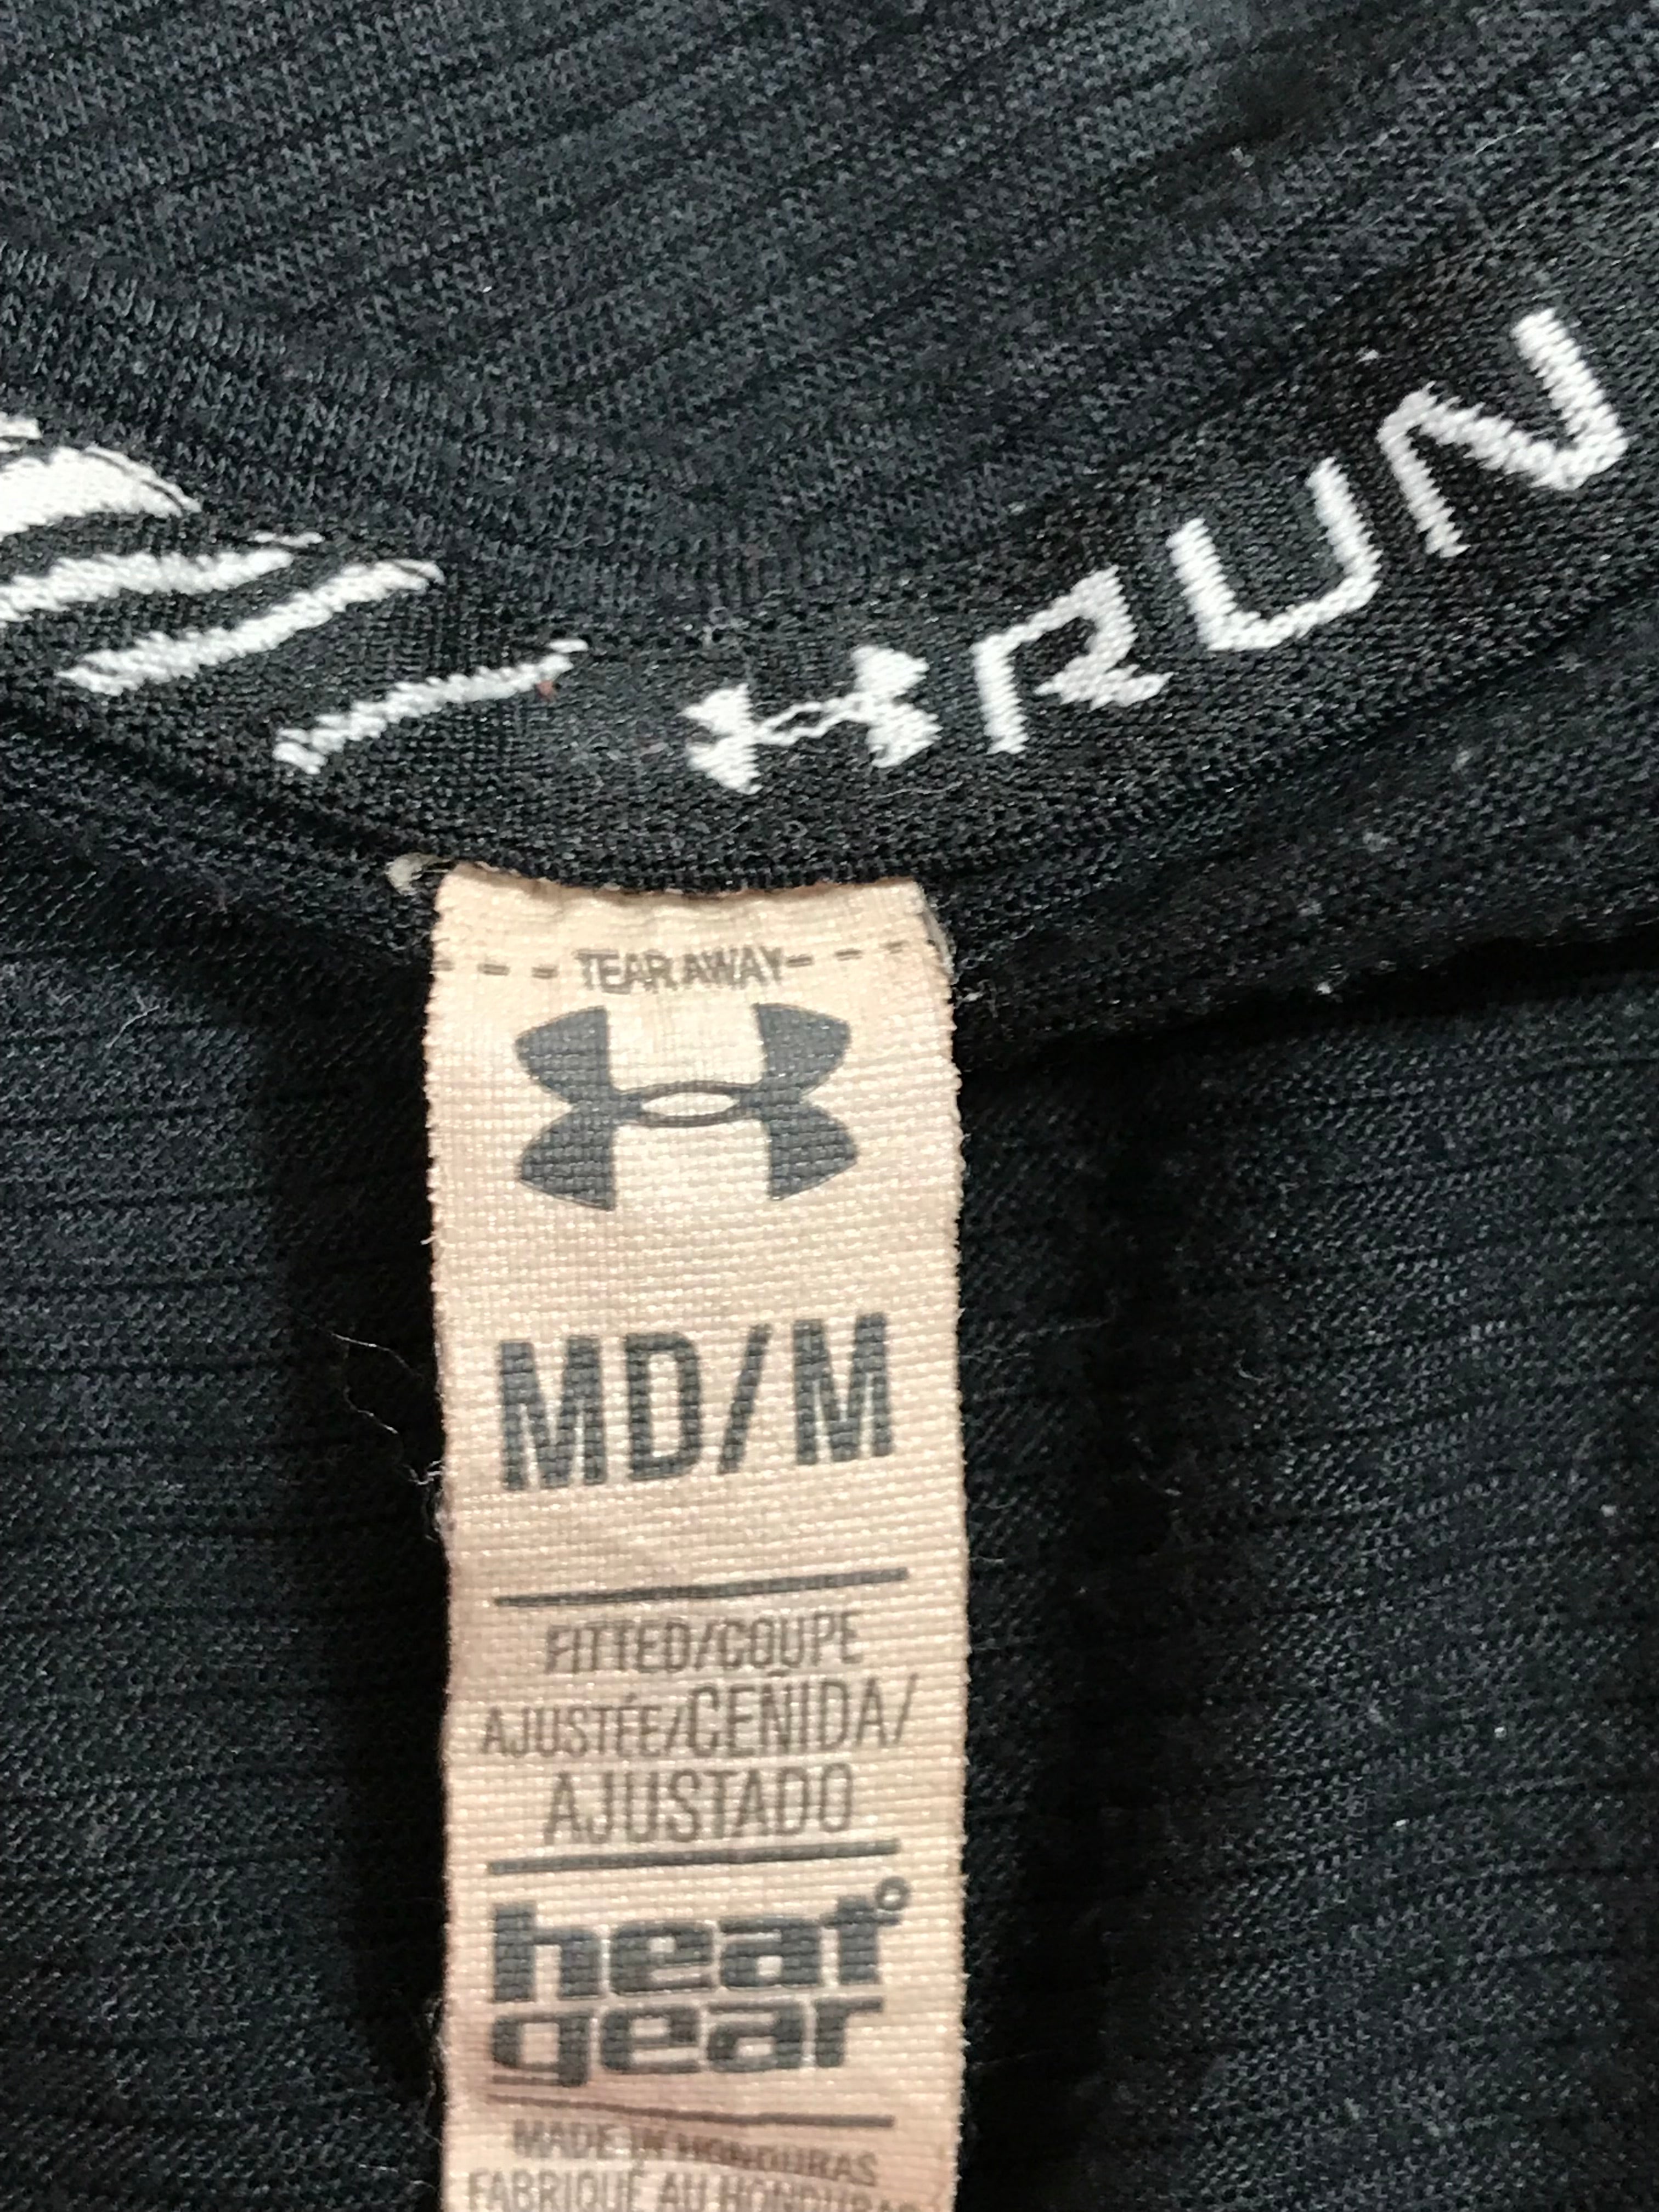 RUN
TEAR AWAY
MD/M
FITTED/COUPE
AJUSTÉE/CEÑIDA/
AJUSTADO
heat°
gear
MADE IN HONDURAS
FABRIQUÉ AU HONDURAS